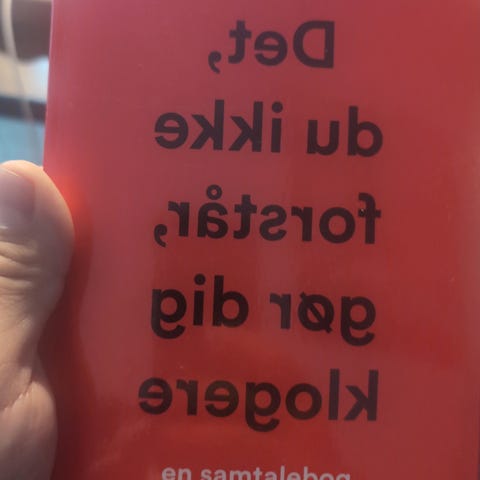 Det,
du ikke
forstår,
gør dig
klogere
en samtalebog